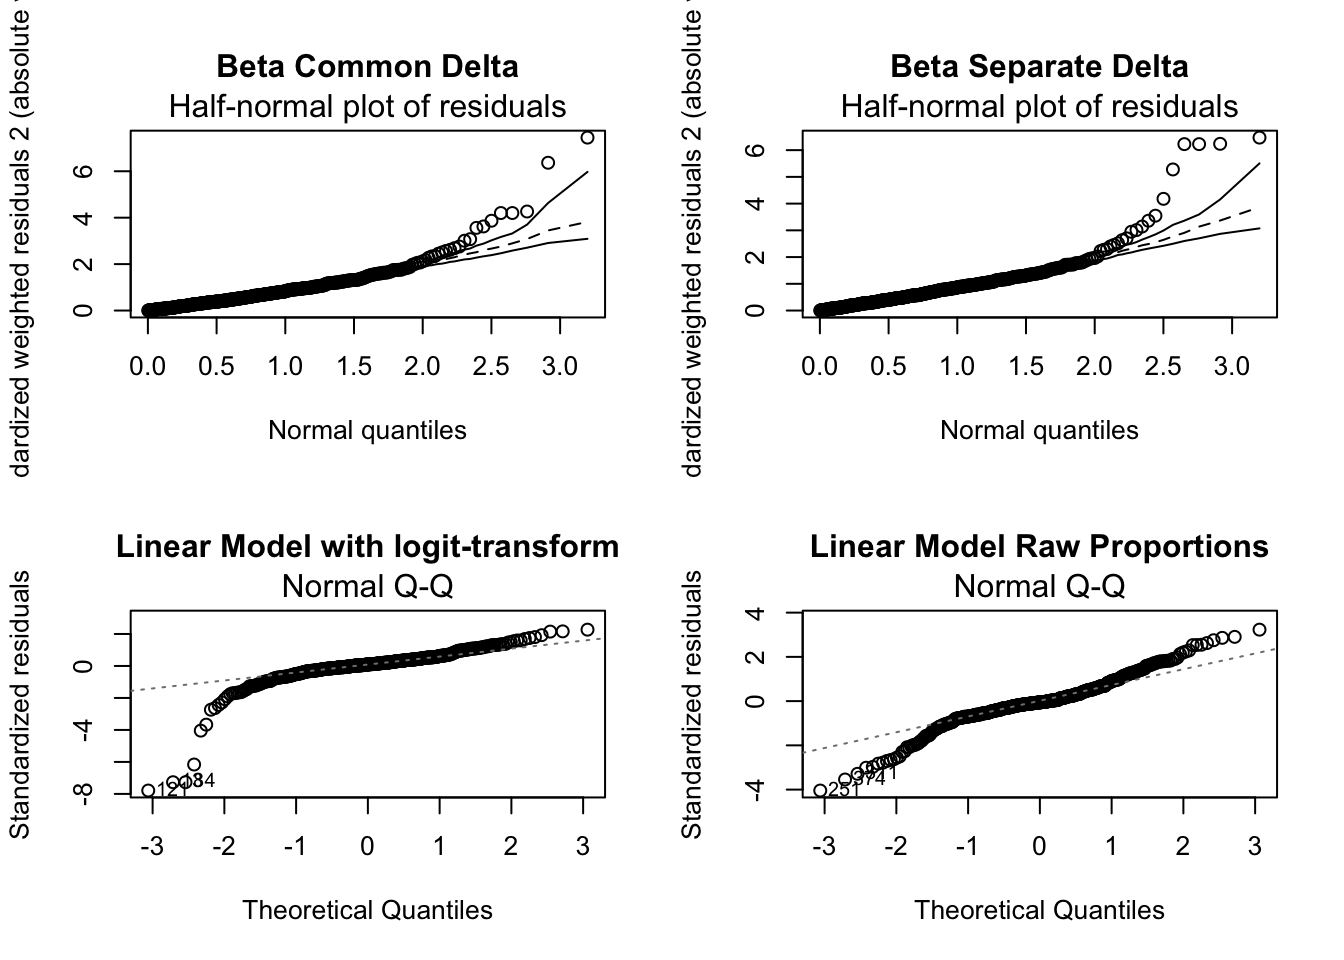 Beta Common Delta
Half-normal plot of residuals
dardized weighted residuals 2 (absolute
6
4
2
0
0.0 0.5 1.0 1.5 2.0 2.5 3.0
Normal quantiles
Beta Separate Delta
Half-normal plot of residuals
dardized weighted residuals 2 (absolute
6
4
2
0
0.0 0.5 1.0 1.5 2.0 2.5 3.0
Normal quantiles
Linear Model with logit-transform
Normal Q-Q
Standardized residuals
0
-4
-8
-3 -2 -1 0 1 2 3
Theoretical Quantiles
Linear Model Raw Proportions
Normal Q-Q
Standardized residuals
4
2
0
-4
251
-3 -2 -1 0 1 2 3
Theoretical Quantiles